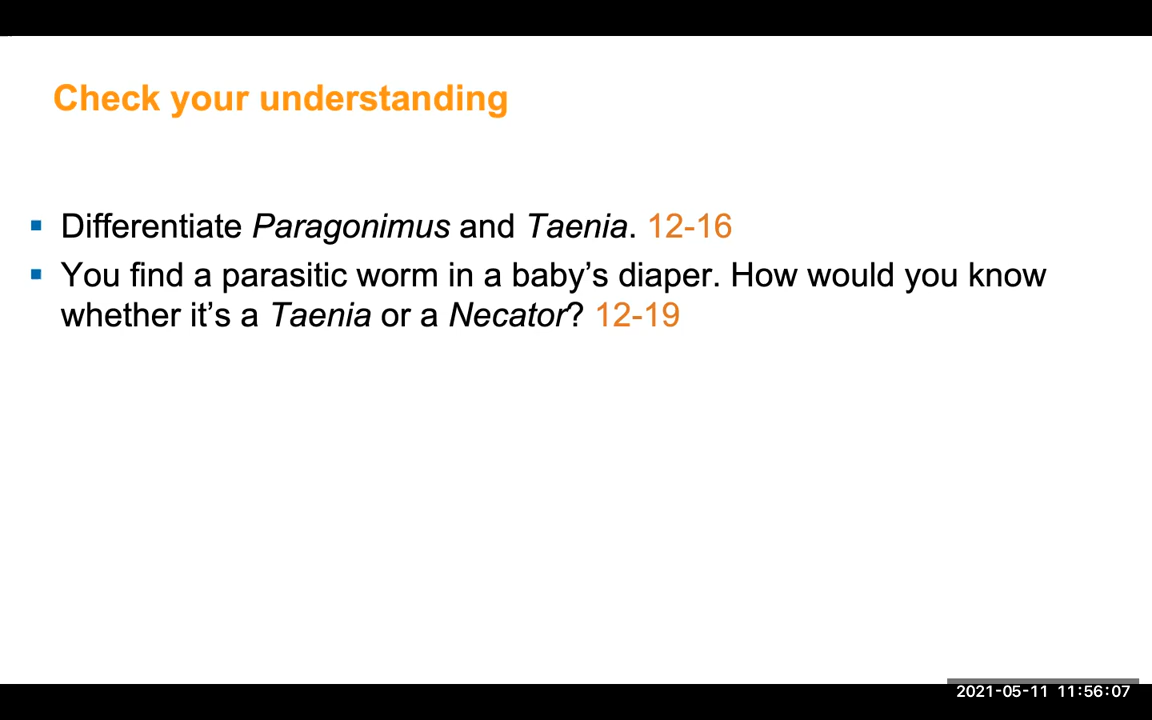 Check your understanding
▪ Differentiate Paragonimus and Taenia. 12-16
▪ You find a parasitic worm in a baby’s diaper. How would you know
whether it’s a Taenia or a Necator? 12-19
2021-05-11 11:56:07